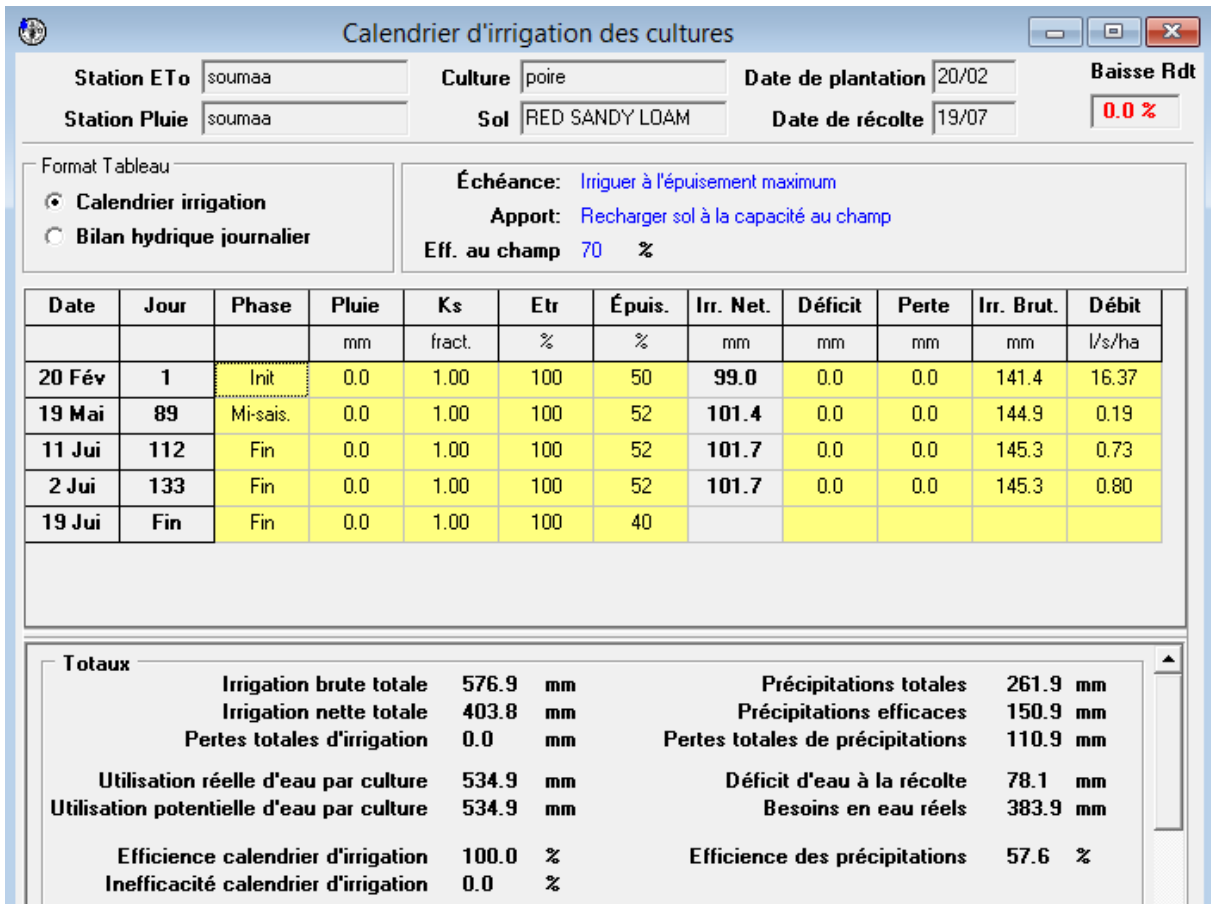 Calendrier d'irrigation des cultures
Station ETo soumaa Culture poire Date de plantation 20/02 Baisse Rdt
Station Pluie soumaa Sol RED SANDY LOAM Date de récolte 19/07 0.0 %
Format Tableau
Calendrier irrigation
Bilan hydrique journalier
Échéance: Irriguer à l'épuisement maximum
Apport: Recharger sol à la capacité au champ
Eff. au champ 70 %
Date Jour Phase Pluie Ks Etr Épuis. Irr. Net. Déficit Perte Irr. Brut. Débit
mm fract. % % mm mm mm mm l/s/ha
20 Fév 1 Init 0.0 1.00 100 50 99.0 0.0 0.0 141.4 16.37
19 Mai 89 Mi-sais. 0.0 1.00 100 52 101.4 0.0 0.0 144.9 0.19
11 Jui 112 Fin 0.0 1.00 100 52 101.7 0.0 0.0 145.3 0.73
2 Jui 133 Fin 0.0 1.00 100 52 101.7 0.0 0.0 145.3 0.80
19 Jui Fin Fin 0.0 1.00 100 40
Totaux
Irrigation brute totale 576.9 mm Précipitations totales 261.9 mm
Irrigation nette totale 403.8 mm Précipitations efficaces 150.9 mm
Pertes totales d'irrigation 0.0 mm Pertes totales de précipitations 110.9 mm
Utilisation réelle d'eau par culture 534.9 mm Déficit d'eau à la récolte 78.1 mm
Utilisation potentielle d'eau par culture 534.9 mm Besoins en eau réels 383.9 mm
Efficience calendrier d'irrigation 100.0 % Efficience des précipitations 57.6 %
Inefficacité calendrier d'irrigation 0.0 %